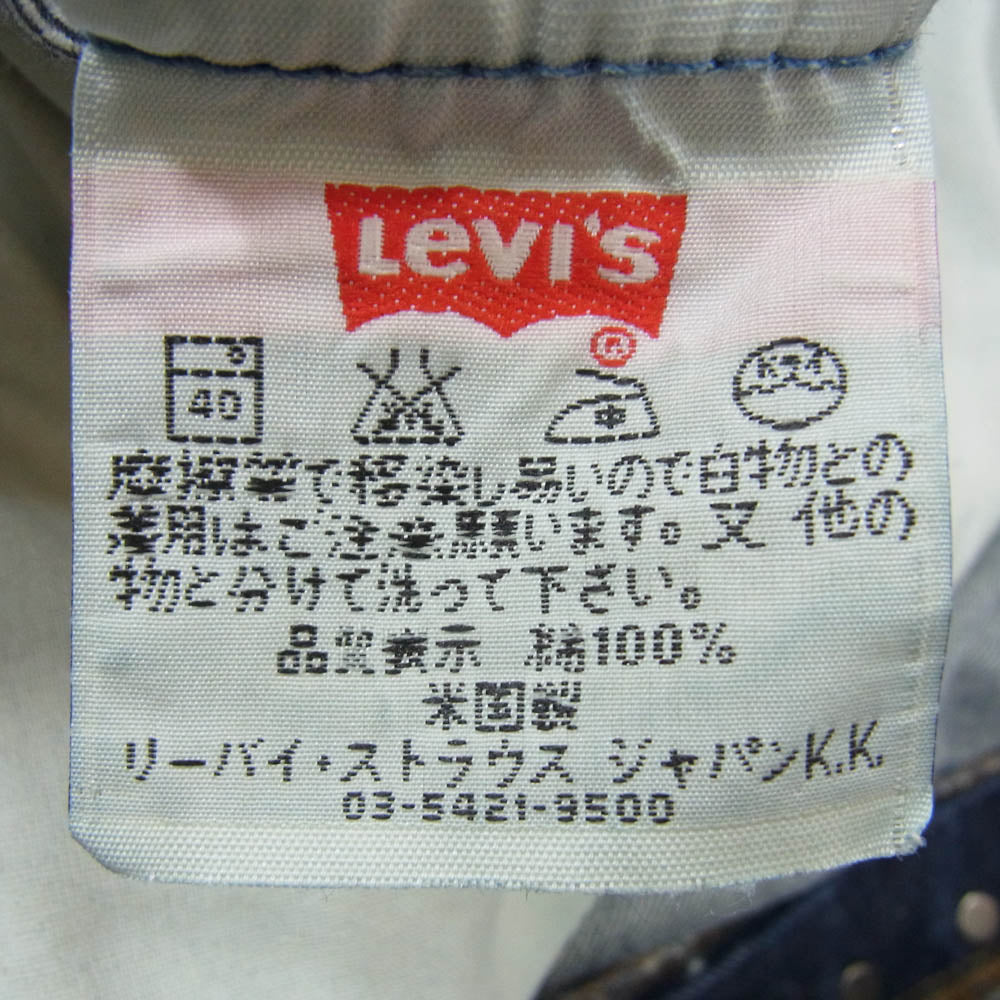 Levi's
®
40
中
ドライ
摩擦等で移染し易いので白物との
着用はご注意願います。又 他の
物と分けて洗って下さい。
品質表示 綿100%
米国製
リーバイ・ストラウス ジャパンK.K.
03-5421-9500